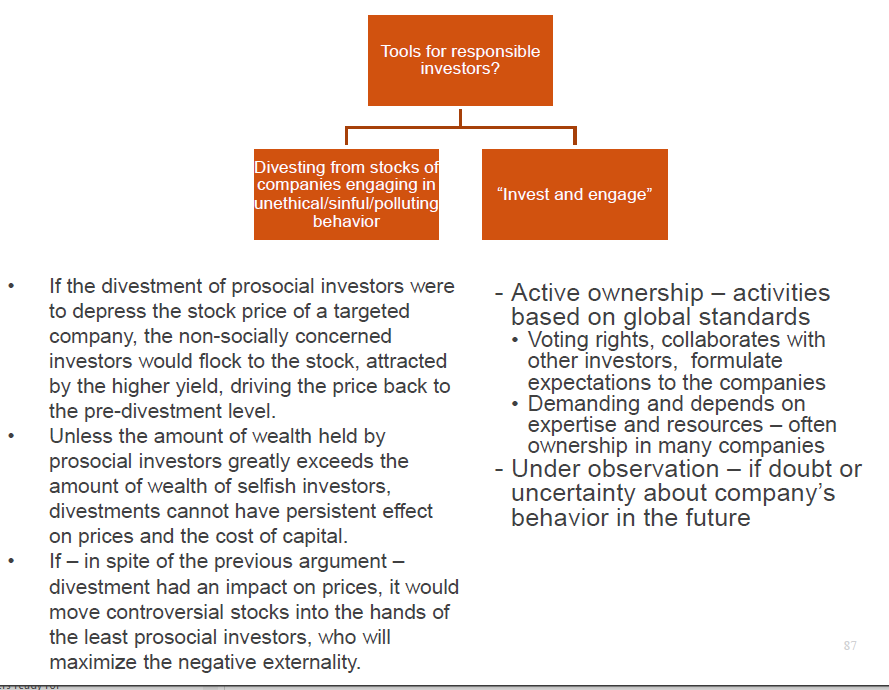 Tools for responsible
investors?
Divesting from stocks of
companies engaging in
unethical/sinful/polluting
behavior
“Invest and engage”
• If the divestment of prosocial investors were
to depress the stock price of a targeted
company, the non-socially concerned
investors would flock to the stock, attracted
by the higher yield, driving the price back to
the pre-divestment level.
• Unless the amount of wealth held by
prosocial investors greatly exceeds the
amount of wealth of selfish investors,
divestments cannot have persistent effect
on prices and the cost of capital.
• If – in spite of the previous argument –
divestment had an impact on prices, it would
move controversial stocks into the hands of
the least prosocial investors, who will
maximize the negative externality.
- Active ownership – activities
based on global standards
• Voting rights, collaborates with
other investors, formulate
expectations to the companies
• Demanding and depends on
expertise and resources – often
ownership in many companies
- Under observation – if doubt or
uncertainty about company’s
behavior in the future
87